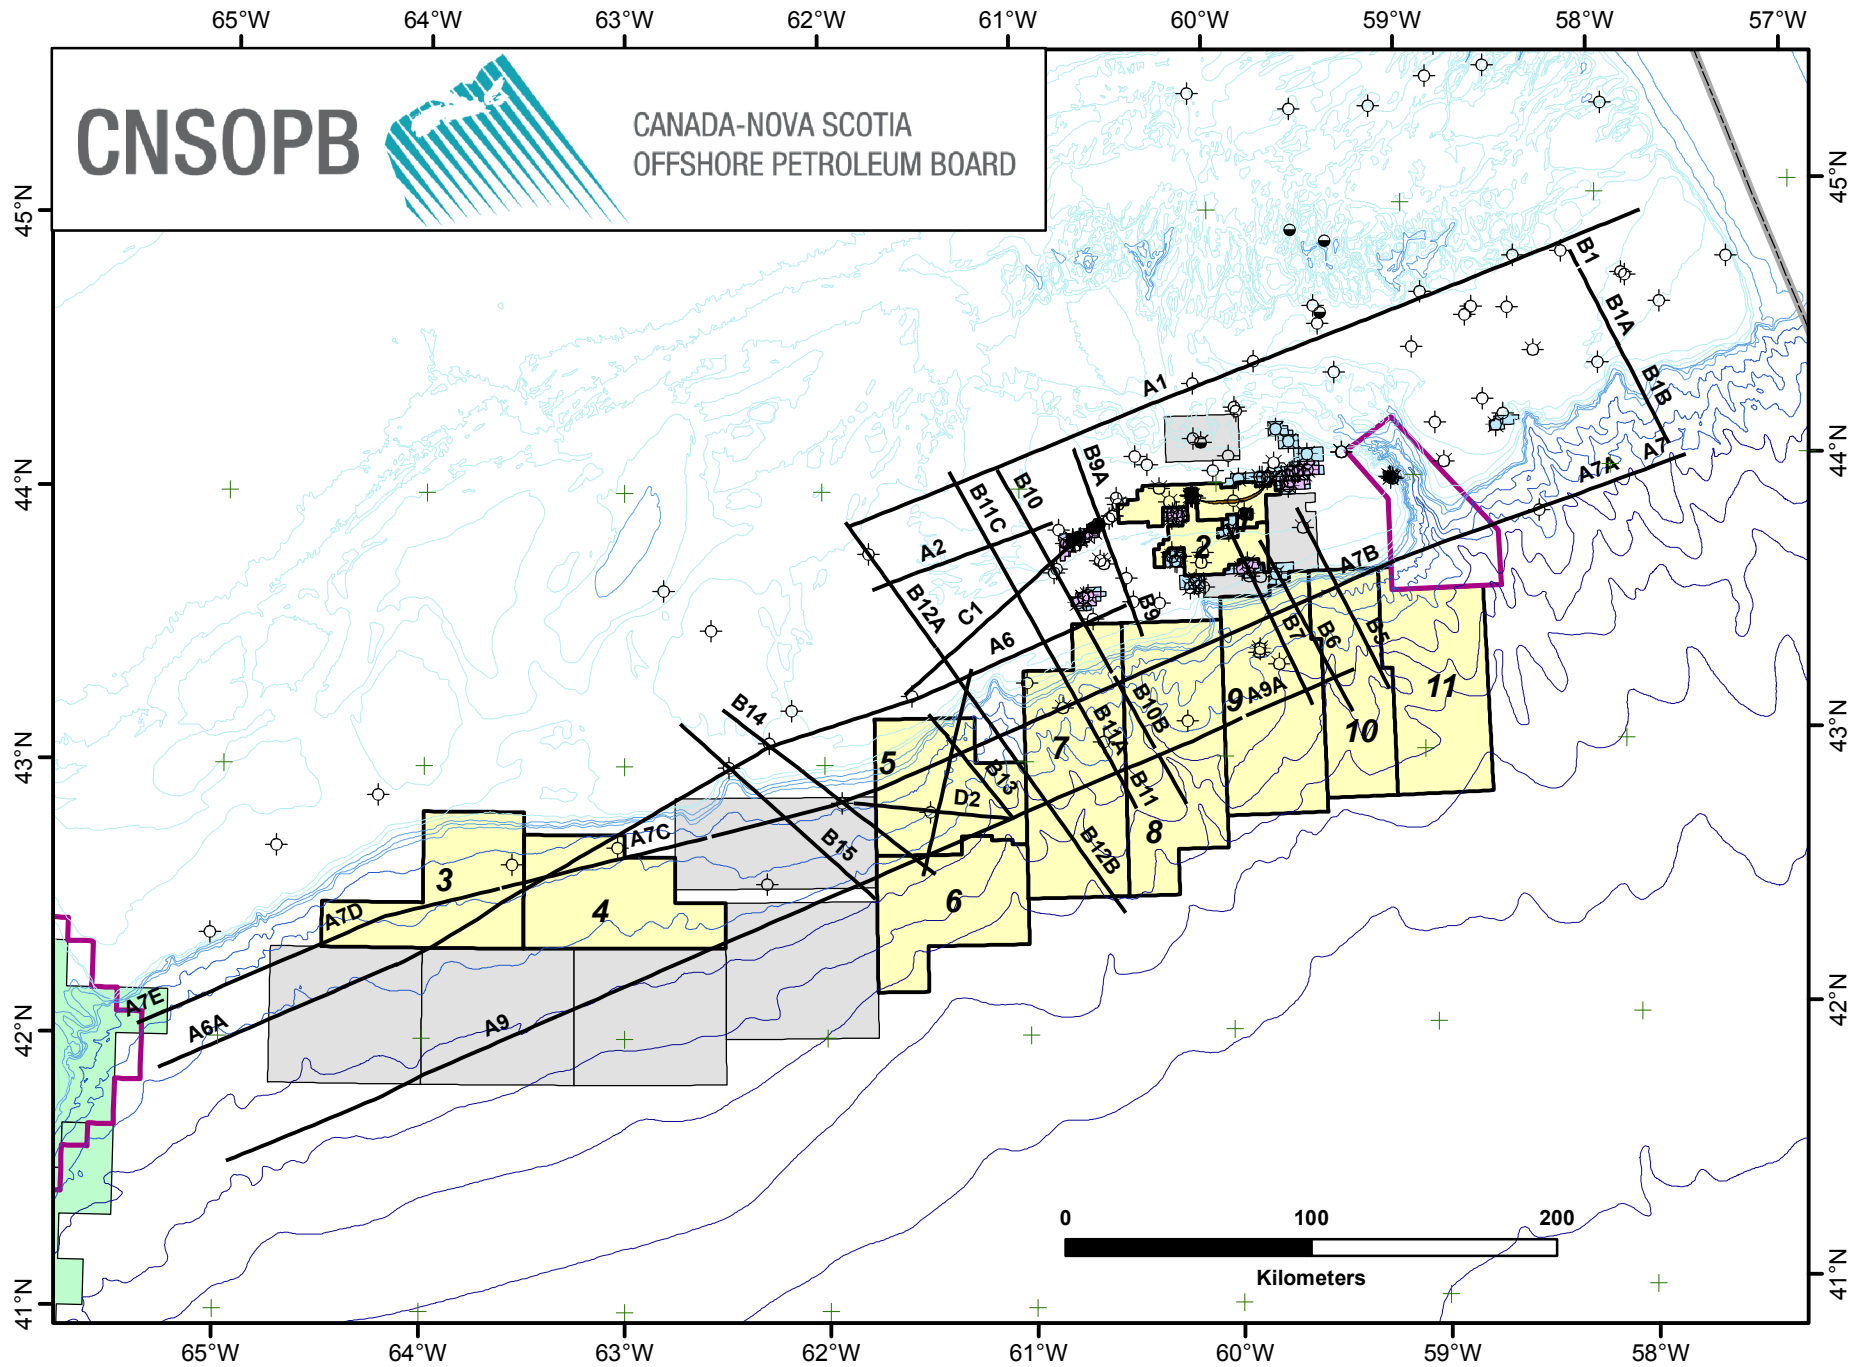 65°W 64°W 63°W 62°W 61°W 60°W 59°W 58°W 57°W
CNSOPB
CANADA-NOVA SCOTIA
OFFSHORE PETROLEUM BOARD
45°N
45°N
44°N
44°N
43°N
43°N
42°N
42°N
41°N
41°N
B1
B1A
B1B
A1
A7
A7A
A7B
B9A
B10
B11C
A2
B12A
C1
A6
B9
B7
B6
B5
1
2
B14
B13
D2
B15
A7C
A7D
A7E
A6A
A9
A9A
B10B
B11A
B11
B12B
3
4
5
6
7
8
9
10
11
0 100 200
Kilometers
65°W 64°W 63°W 62°W 61°W 60°W 59°W 58°W